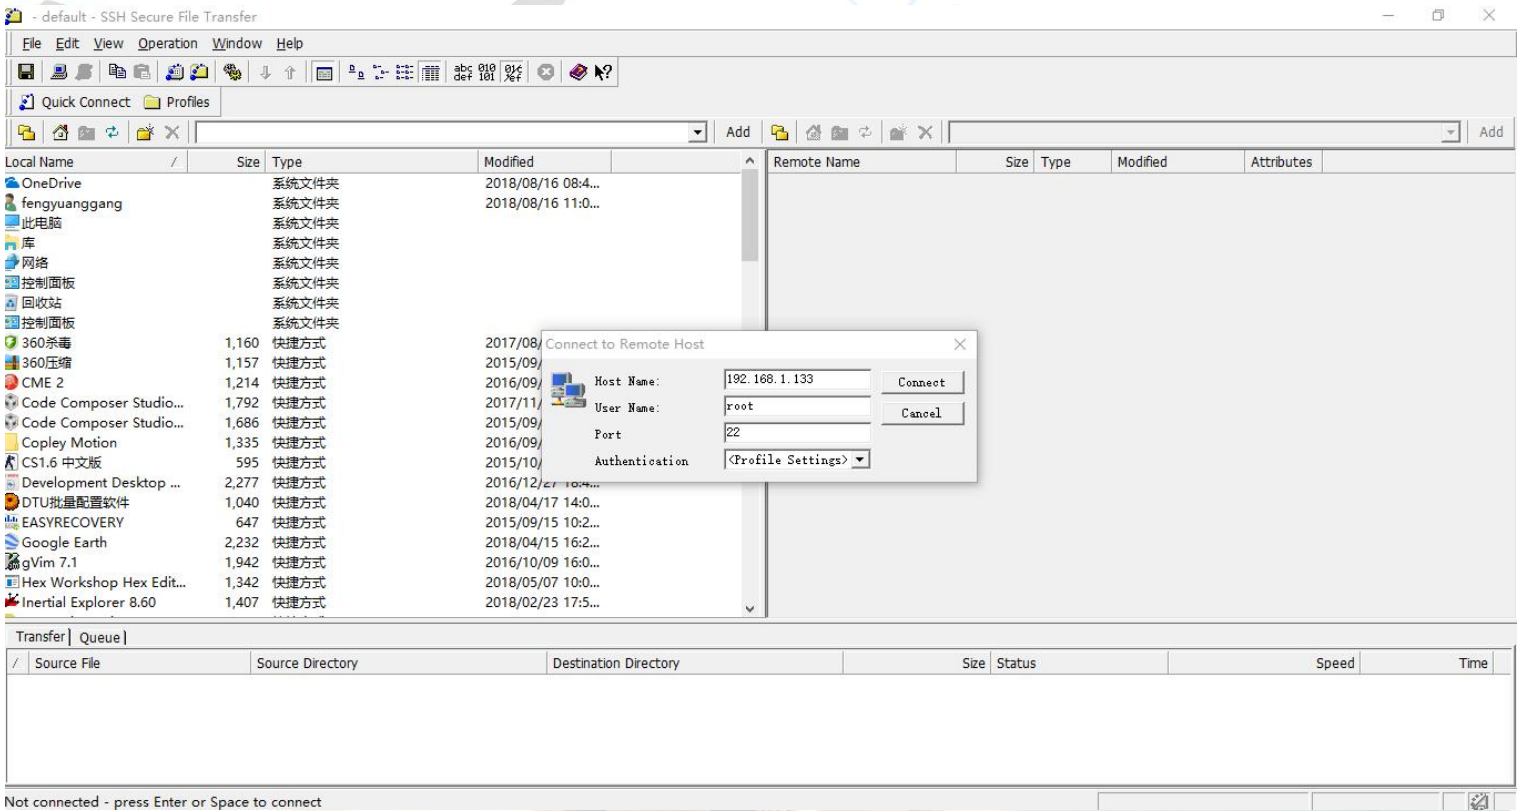 - default - SSH Secure File Transfer
File Edit View Operation Window Help
abc def 010 101
Quick Connect Profiles
Add Add
Local Name / Size Type Modified
Remote Name Size Type Modified Attributes
OneDrive 系统文件夹 2018/08/16 08:4...
fengyuanggang 系统文件夹 2018/08/16 11:0...
此电脑 系统文件夹
库 系统文件夹
网络 系统文件夹
控制面板 系统文件夹
回收站 系统文件夹
控制面板 系统文件夹
360杀毒 1,160 快捷方式 2017/08/
360压缩 1,157 快捷方式 2015/09/
CME 2 1,214 快捷方式 2016/09/
Code Composer Studio... 1,792 快捷方式 2017/11/
Code Composer Studio... 1,686 快捷方式 2015/09/
Copley Motion 1,335 快捷方式 2016/09/
CS1.6 中文版 595 快捷方式 2015/10/
Development Desktop ... 2,277 快捷方式 2016/12/27
DTU批量配置软件 1,040 快捷方式 2018/04/17 14:0...
EASYRECOVERY 647 快捷方式 2015/09/15 10:2...
Google Earth 2,232 快捷方式 2018/04/15 16:2...
gVim 7.1 1,942 快捷方式 2016/10/09 16:0...
Hex Workshop Hex Edit... 1,342 快捷方式 2018/05/07 10:0...
Inertial Explorer 8.60 1,407 快捷方式 2018/02/23 17:5...
Connect to Remote Host
Host Name: 192.168.1.133 Connect
User Name: root Cancel
Port 22
Authentication <Profile Settings>
Transfer Queue
/ Source File Source Directory Destination Directory Size Status Speed Time
Not connected - press Enter or Space to connect